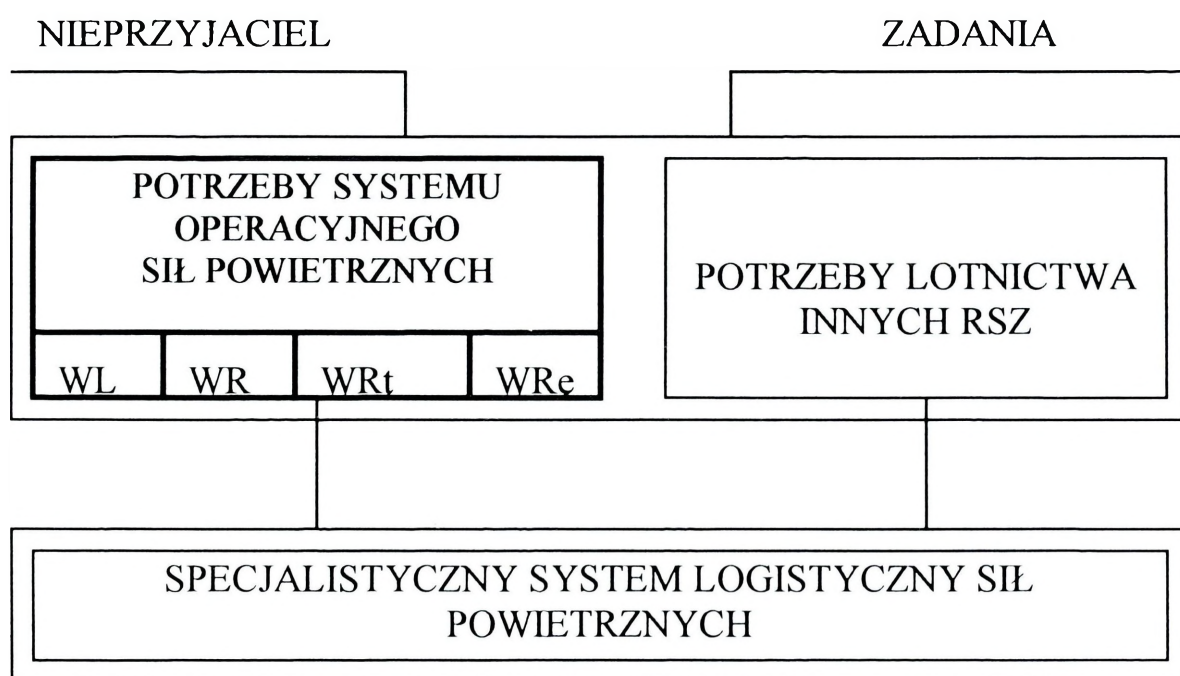 NIEPRZYJACIEL ZADANIA
POTRZEBY SYSTEMU
OPERACYJNEGO
SIŁ POWIETRZNYCH
WL WR WRt WRe
POTRZEBY LOTNICTWA
INNYCH RSZ
SPECJALISTYCZNY SYSTEM LOGISTYCZNY SIŁ
POWIETRZNYCH